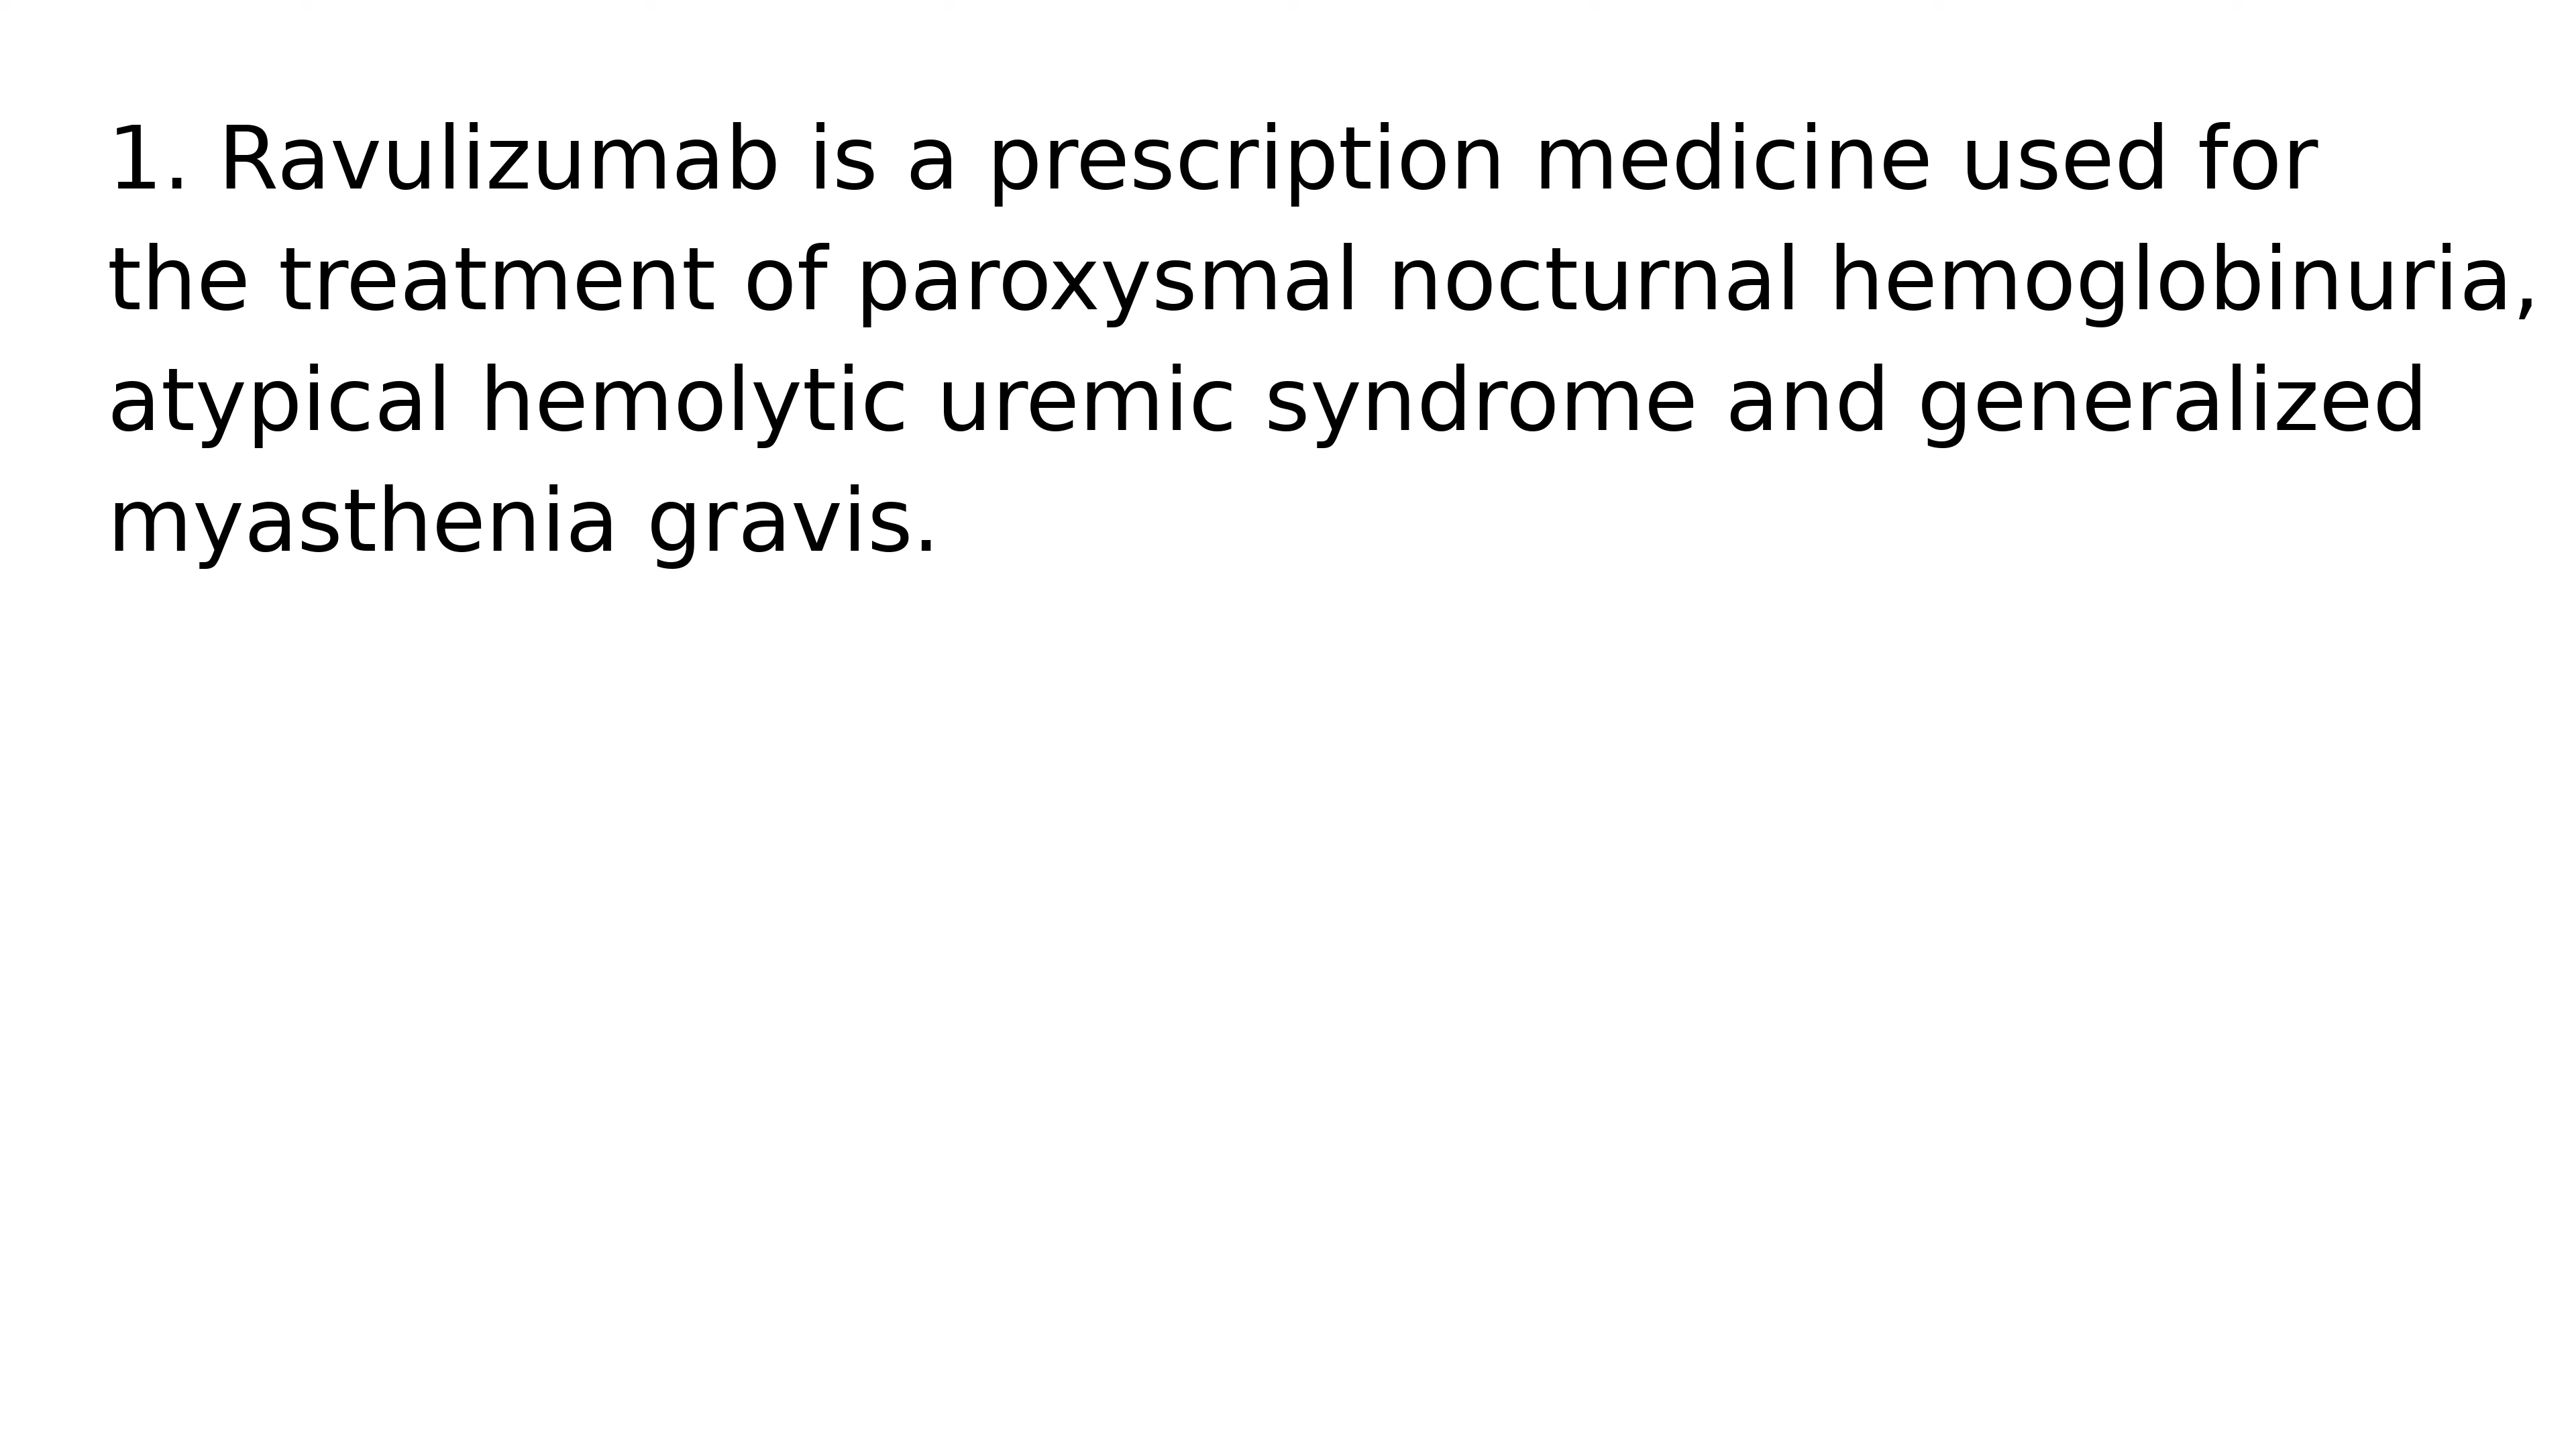 1. Ravulizumab is a prescription medicine used for
the treatment of paroxysmal nocturnal hemoglobinuria,
atypical hemolytic uremic syndrome and generalized
myasthenia gravis.